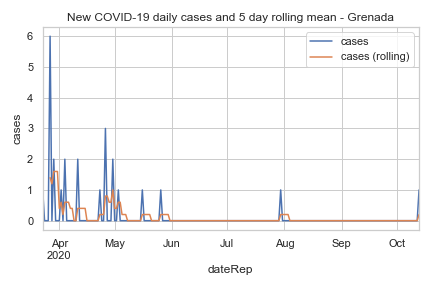 New COVID-19 daily cases and 5 day rolling mean - Grenada
cases
cases (rolling)
6
5
4
3
2
1
0
cases
Apr May Jun Jul Aug Sep Oct
2020
dateRep